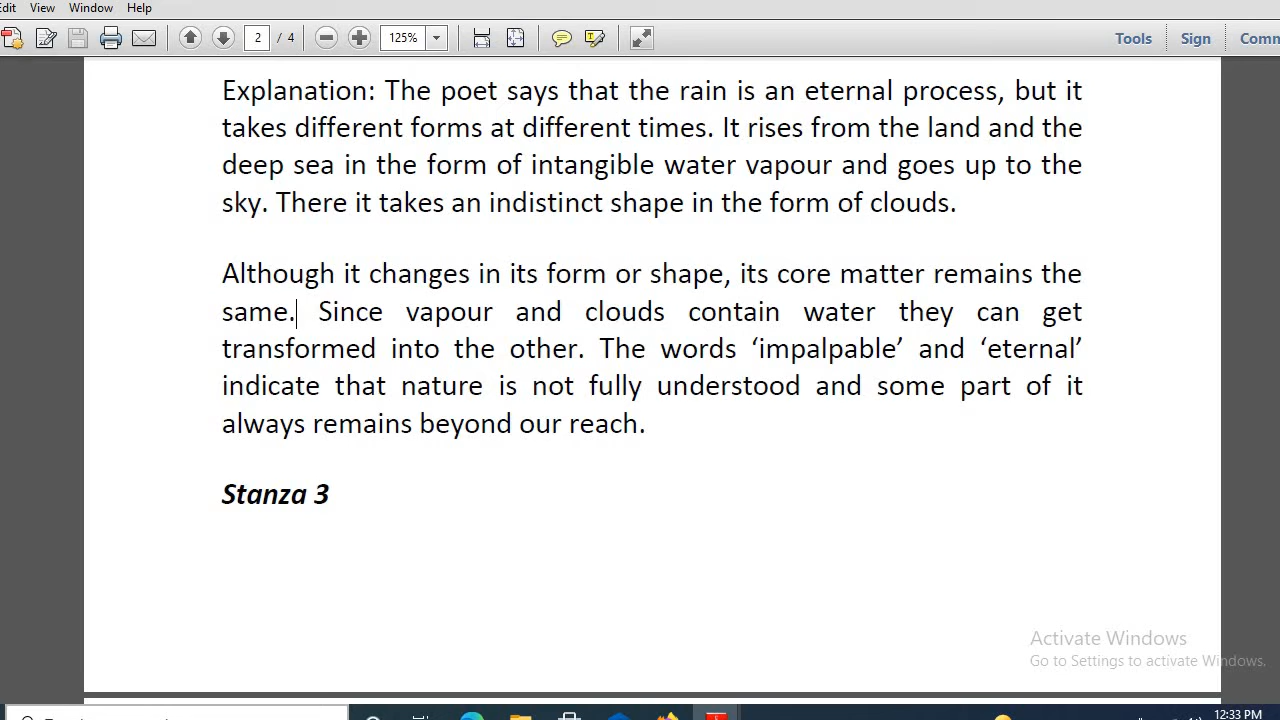 Edit View Window Help
2 / 4 125% Tools Sign Comm
Explanation: The poet says that the rain is an eternal process, but it
takes different forms at different times. It rises from the land and the
deep sea in the form of intangible water vapour and goes up to the
sky. There it takes an indistinct shape in the form of clouds.
Although it changes in its form or shape, its core matter remains the
same. Since vapour and clouds contain water they can get
transformed into the other. The words ‘impalpable’ and ‘eternal’
indicate that nature is not fully understood and some part of it
always remains beyond our reach.
Stanza 3
Activate Windows
Go to Settings to activate Windows.
12:33 PM